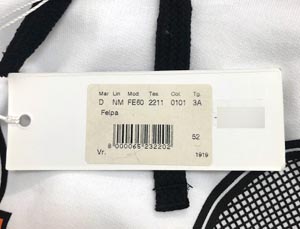 Mar Lin Mod Tes Col Tg.
D NM FE60 2211 0101 3A
Felpa
52
8 000065 232202
Vr. 1919